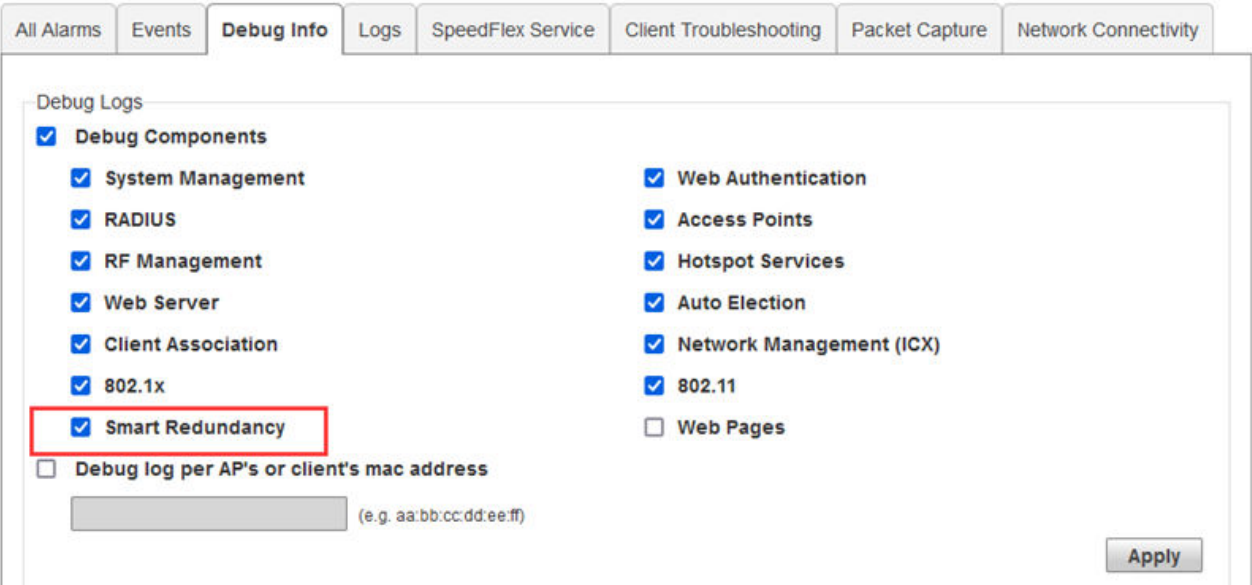 All Alarms Events Debug Info Logs SpeedFlex Service Client Troubleshooting Packet Capture Network Connectivity
Debug Logs
Debug Components
System Management Web Authentication
RADIUS Access Points
RF Management Hotspot Services
Web Server Auto Election
Client Association Network Management (ICX)
802.1x 802.11
Smart Redundancy Web Pages
Debug log per AP's or client's mac address
(e.g. aa:bb:cc:dd:ee:ff)
Apply